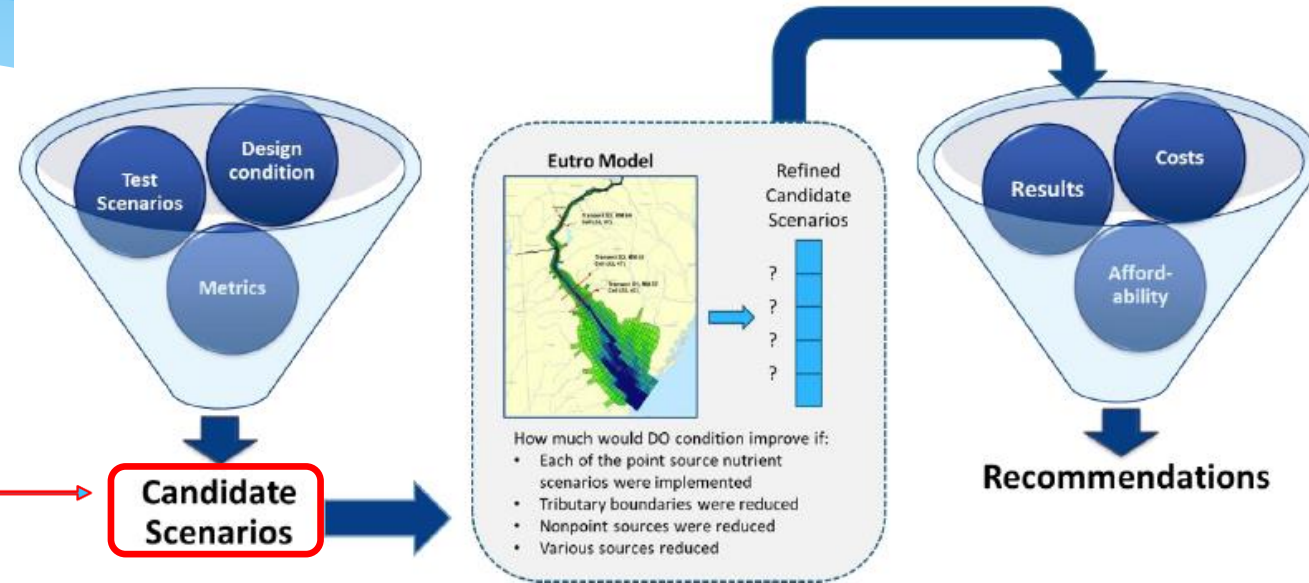 Test
Scenarios
Design
condition
Metrics
Candidate
Scenarios
Eutro Model
Refined
Candidate
Scenarios
?
?
?
?
How much would DO condition improve if:
• Each of the point source nutrient
scenarios were implemented
• Tributary boundaries were reduced
• Nonpoint sources were reduced
• Various sources reduced
Results
Costs
Afford-
ability
Recommendations